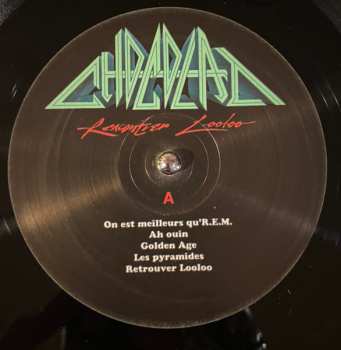 CHOCOLAT
Rencontrer Looloo
A
On est meilleurs qu'R.E.M.
Ah ouin
Golden Age
Les pyramides
Retrouver Looloo